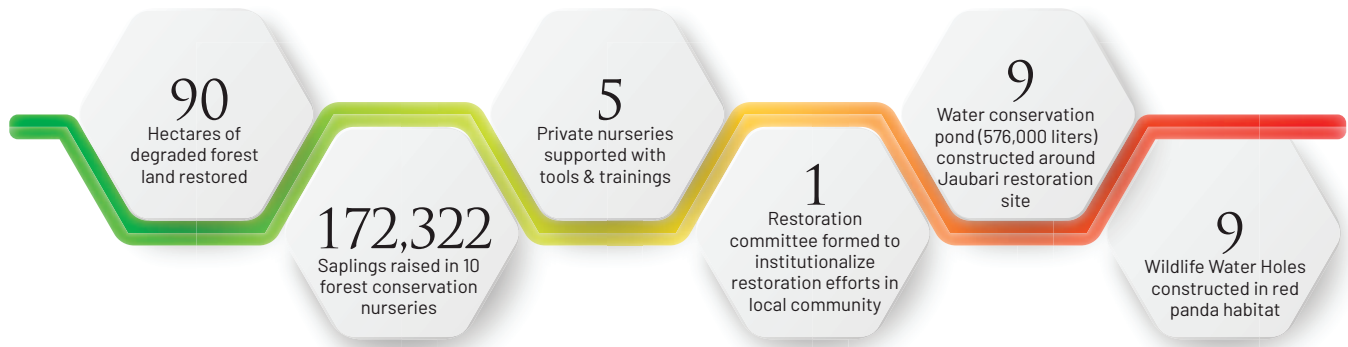 90
Hectares of
degraded forest
land restored
172,322
Saplings raised in 10
forest conservation
nurseries
5
Private nurseries
supported with
tools & trainings
1
Restoration
committee formed to
institutionalize
restoration efforts in
local community
9
Water conservation
pond (576,000 liters)
constructed around
Jaubari restoration
site
9
Wildlife Water Holes
constructed in red
panda habitat